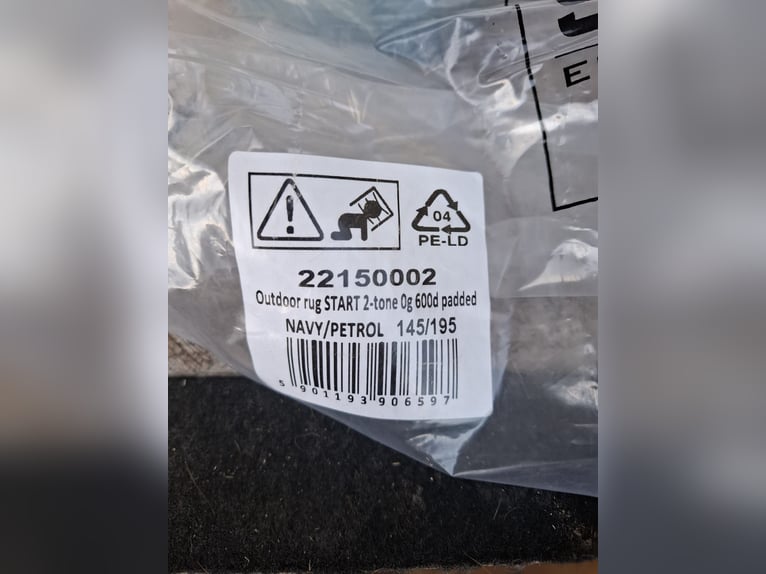 04
PE-LD
22150002
Outdoor rug START 2-tone 0g 600d padded
NAVY/PETROL 145/195
5 901193 906597